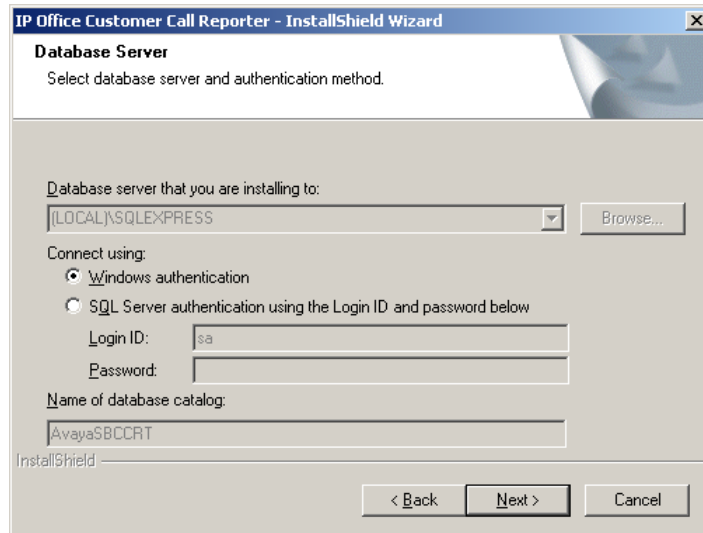 IP Office Customer Call Reporter - InstallShield Wizard
Database Server
Select database server and authentication method.
Database server that you are installing to:
(LOCAL)\SQLEXPRESS
Browse...
Connect using:
Windows authentication
SQL Server authentication using the Login ID and password below
Login ID:
sa
Password:
Name of database catalog:
AvayaSBCCRT
InstallShield
< Back
Next >
Cancel